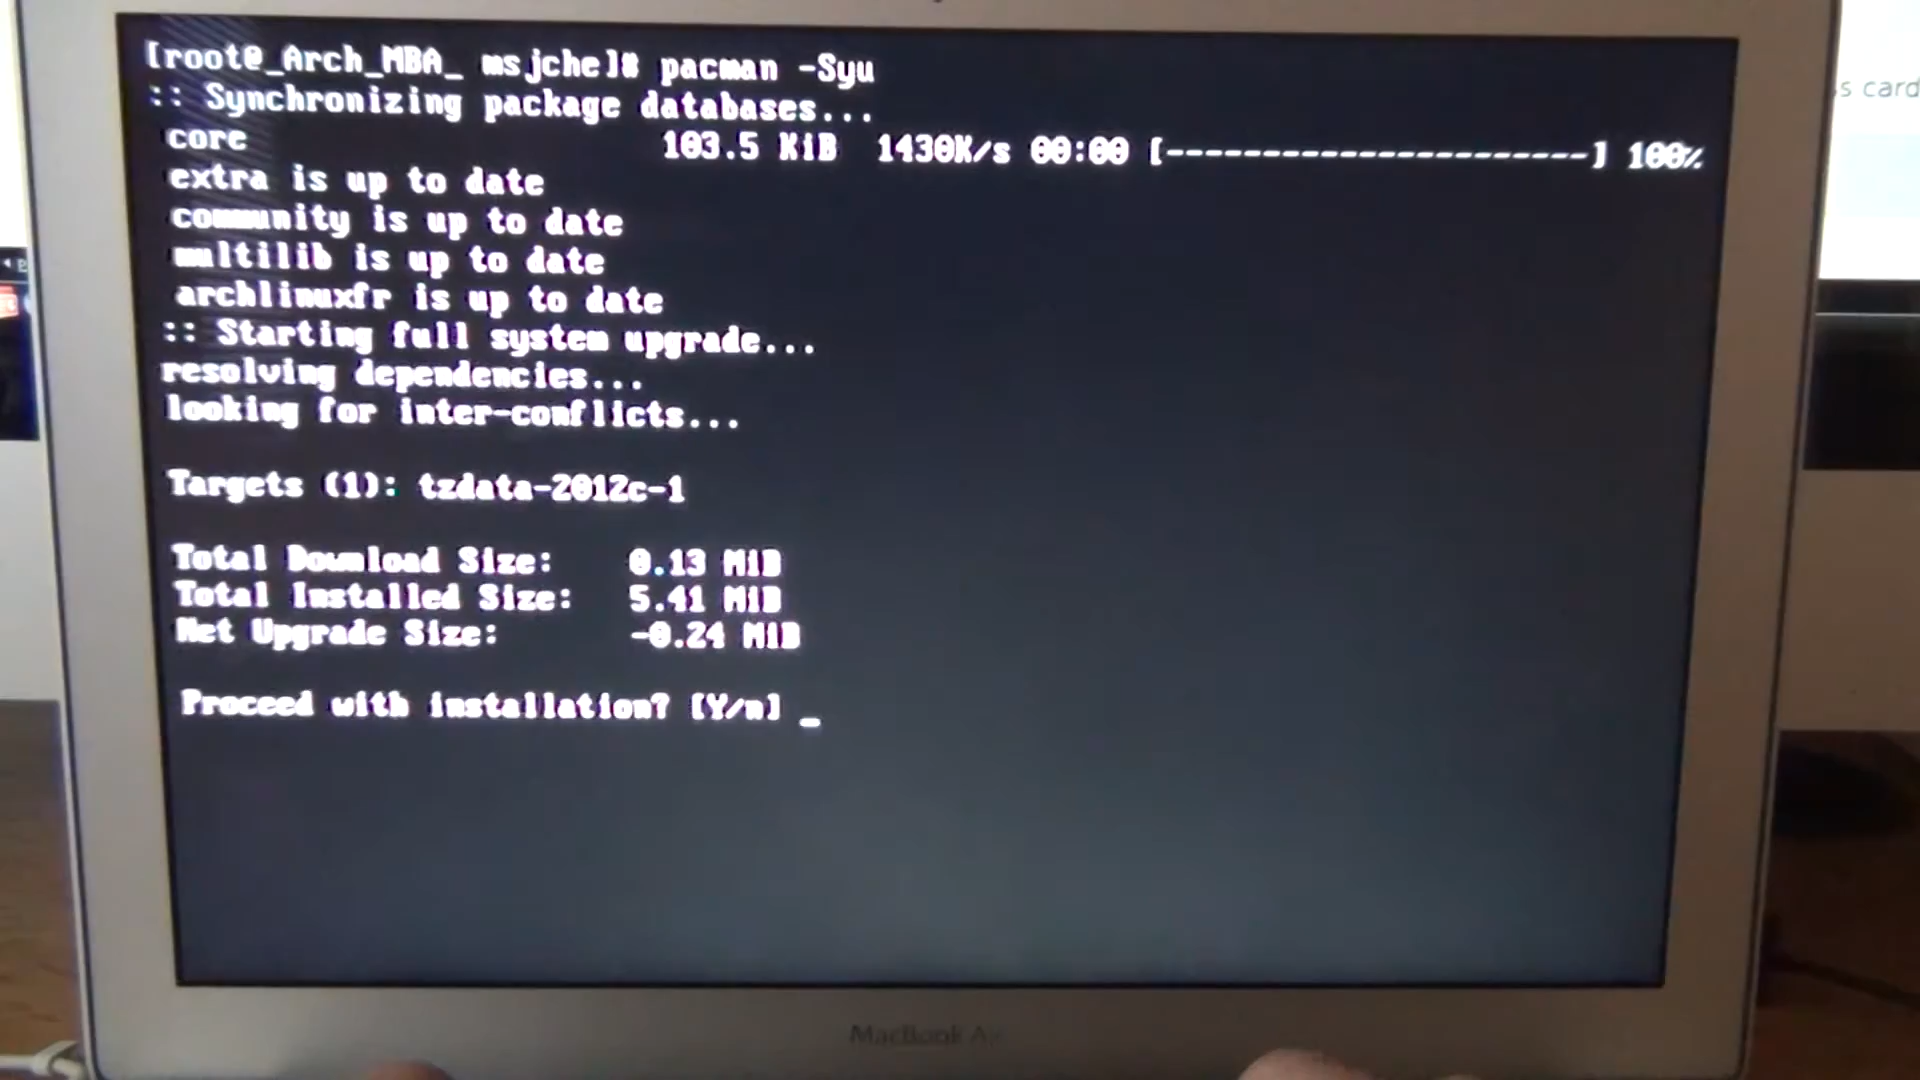 [root@_Arch_MBA_ msjche]# pacman -Syu
:: Synchronizing package databases...
core 103.5 KiB 1430K/s 00:00 [----------------------] 100%
extra is up to date
community is up to date
multilib is up to date
archlinuxfr is up to date
:: Starting full system upgrade...
resolving dependencies...
looking for inter-conflicts...
Targets (1): tzdata-2012c-1
Total Download Size: 0.13 MiB
Total Installed Size: 5.41 MiB
Net Upgrade Size: -0.24 MiB
Proceed with installation? [Y/n] _
MacBook Air
s card